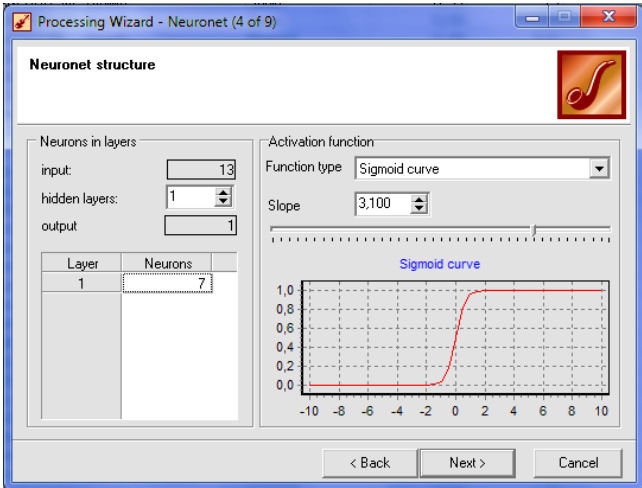 Processing Wizard - Neuronet (4 of 9)
Neuronet structure
Neurons in layers
input: 13
hidden layers: 1
output 1
Layer Neurons
1 7
Activation function
Function type Sigmoid curve
Slope 3,100
Sigmoid curve
1,0
0,8
0,6
0,4
0,2
0,0
-10 -8 -6 -4 -2 0 2 4 6 8 10
< Back Next > Cancel